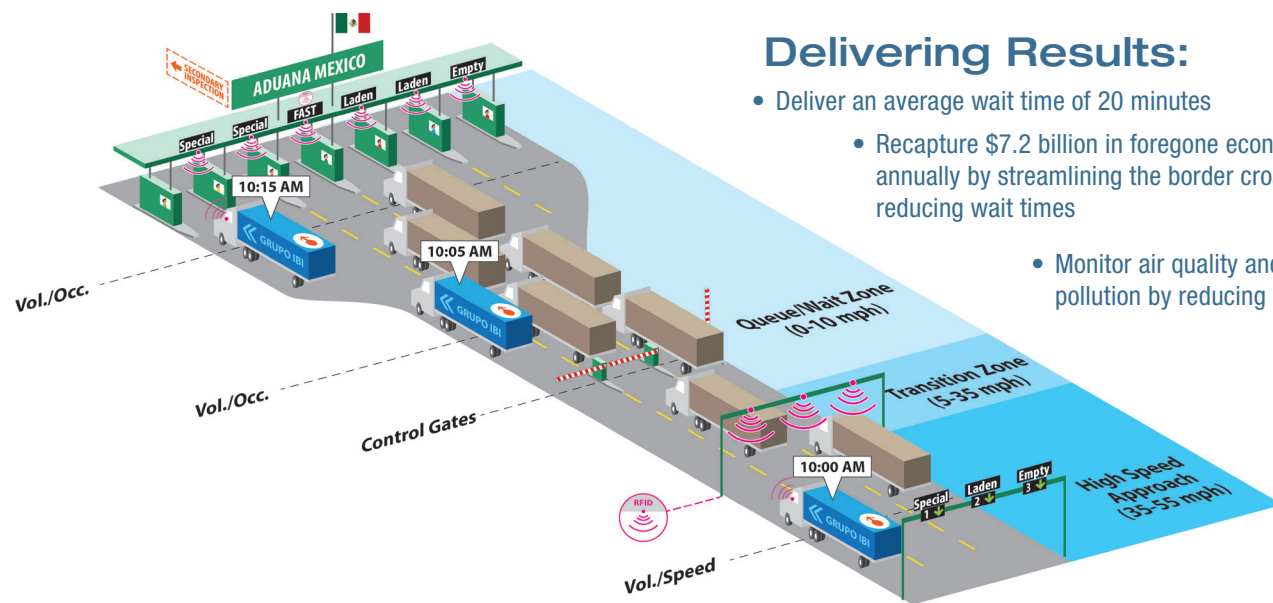 Delivering Results:
• Deliver an average wait time of 20 minutes
• Recapture $7.2 billion in foregone
annually by streamlining the border
reducing wait times
• Monitor air quality and
pollution by reducing
SECONDARY
INSPECTION
ADUANA MEXICO
Special
Special
FAST
Laden
Laden
Empty
10:15 AM
GRUPO IBI
10:05 AM
GRUPO IBI
Vol./Occ.
Vol./Occ.
Control Gates
Queue/Wait Zone
(0-10 mph)
Transition Zone
(5-35 mph)
High Speed
Approach
(35-55 mph)
10:00 AM
GRUPO IBI
Special
1
Laden
2
Empty
3
RFID
Vol./Speed